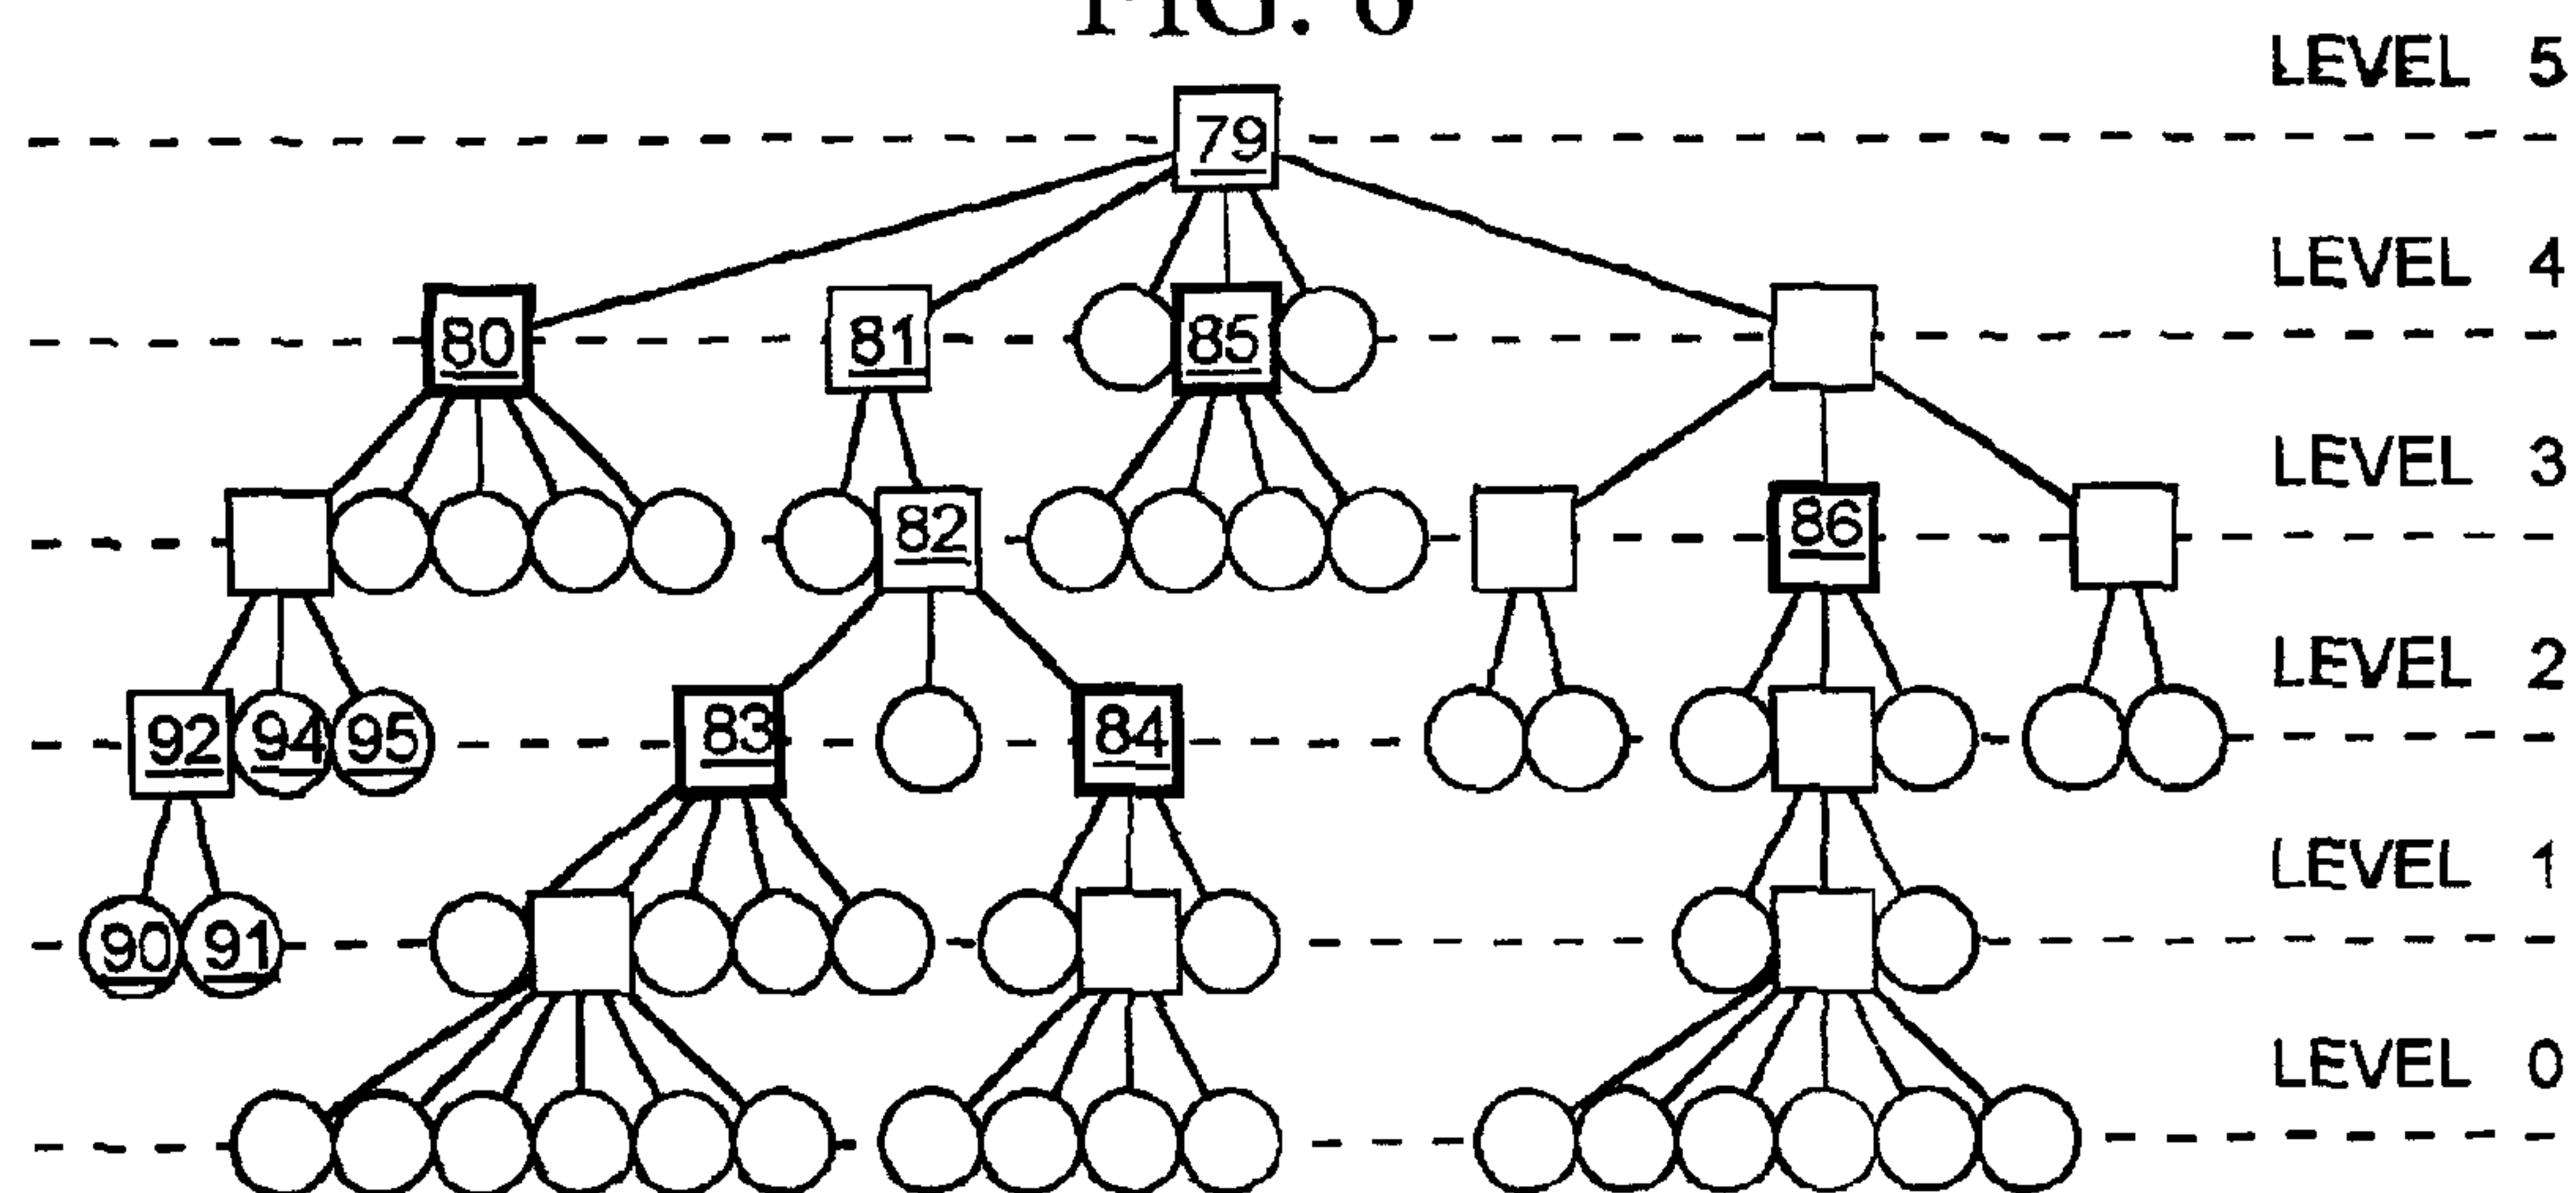 FIG. 6
LEVEL 5
79
LEVEL 4
80 81 85
LEVEL 3
82 86
LEVEL 2
92 94 95 83 84
LEVEL 1
90 91
LEVEL 0